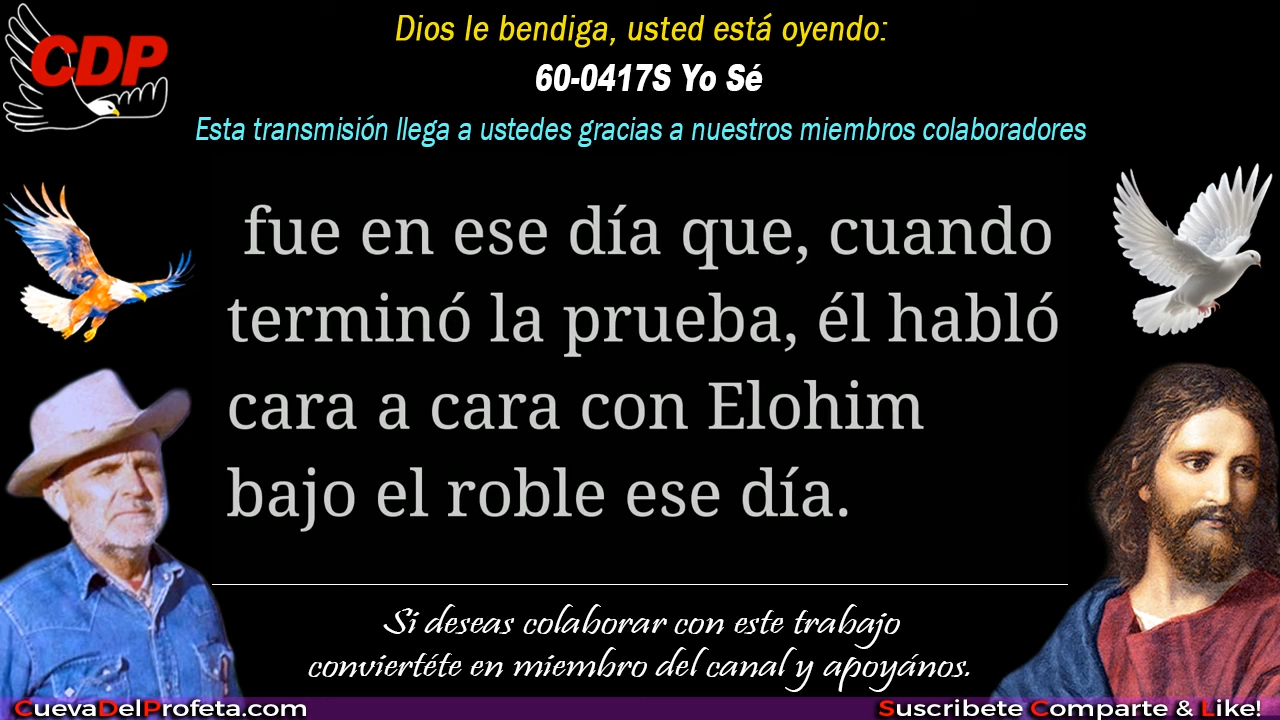 CDP
Dios le bendiga, usted está oyendo:
60-0417S Yo Sé
Esta transmisión llega a ustedes gracias a nuestros miembros colaboradores
fue en ese día que, cuando
terminó la prueba, él habló
cara a cara con Elohim
bajo el roble ese día.
Si deseas colaborar con este trabajo
conviertéte en miembro del canal y apoyános.
CuevaDelProfeta.com
Suscribete Comparte & Like!